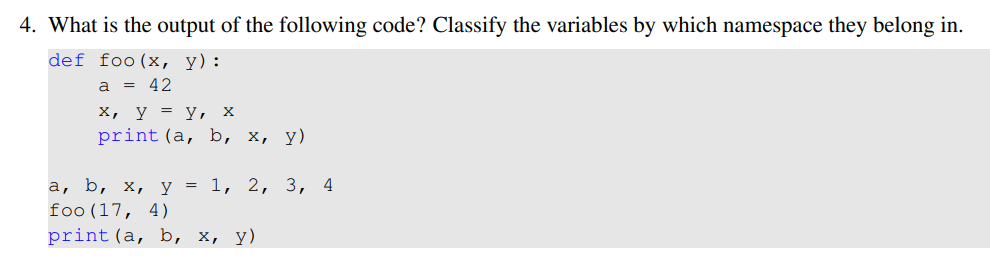 4. What is the output of the following code? Classify the variables by which namespace they belong in.
def foo(x, y):
    a = 42
    x, y = y, x
    print(a, b, x, y)

a, b, x, y = 1, 2, 3, 4
foo(17, 4)
print(a, b, x, y)